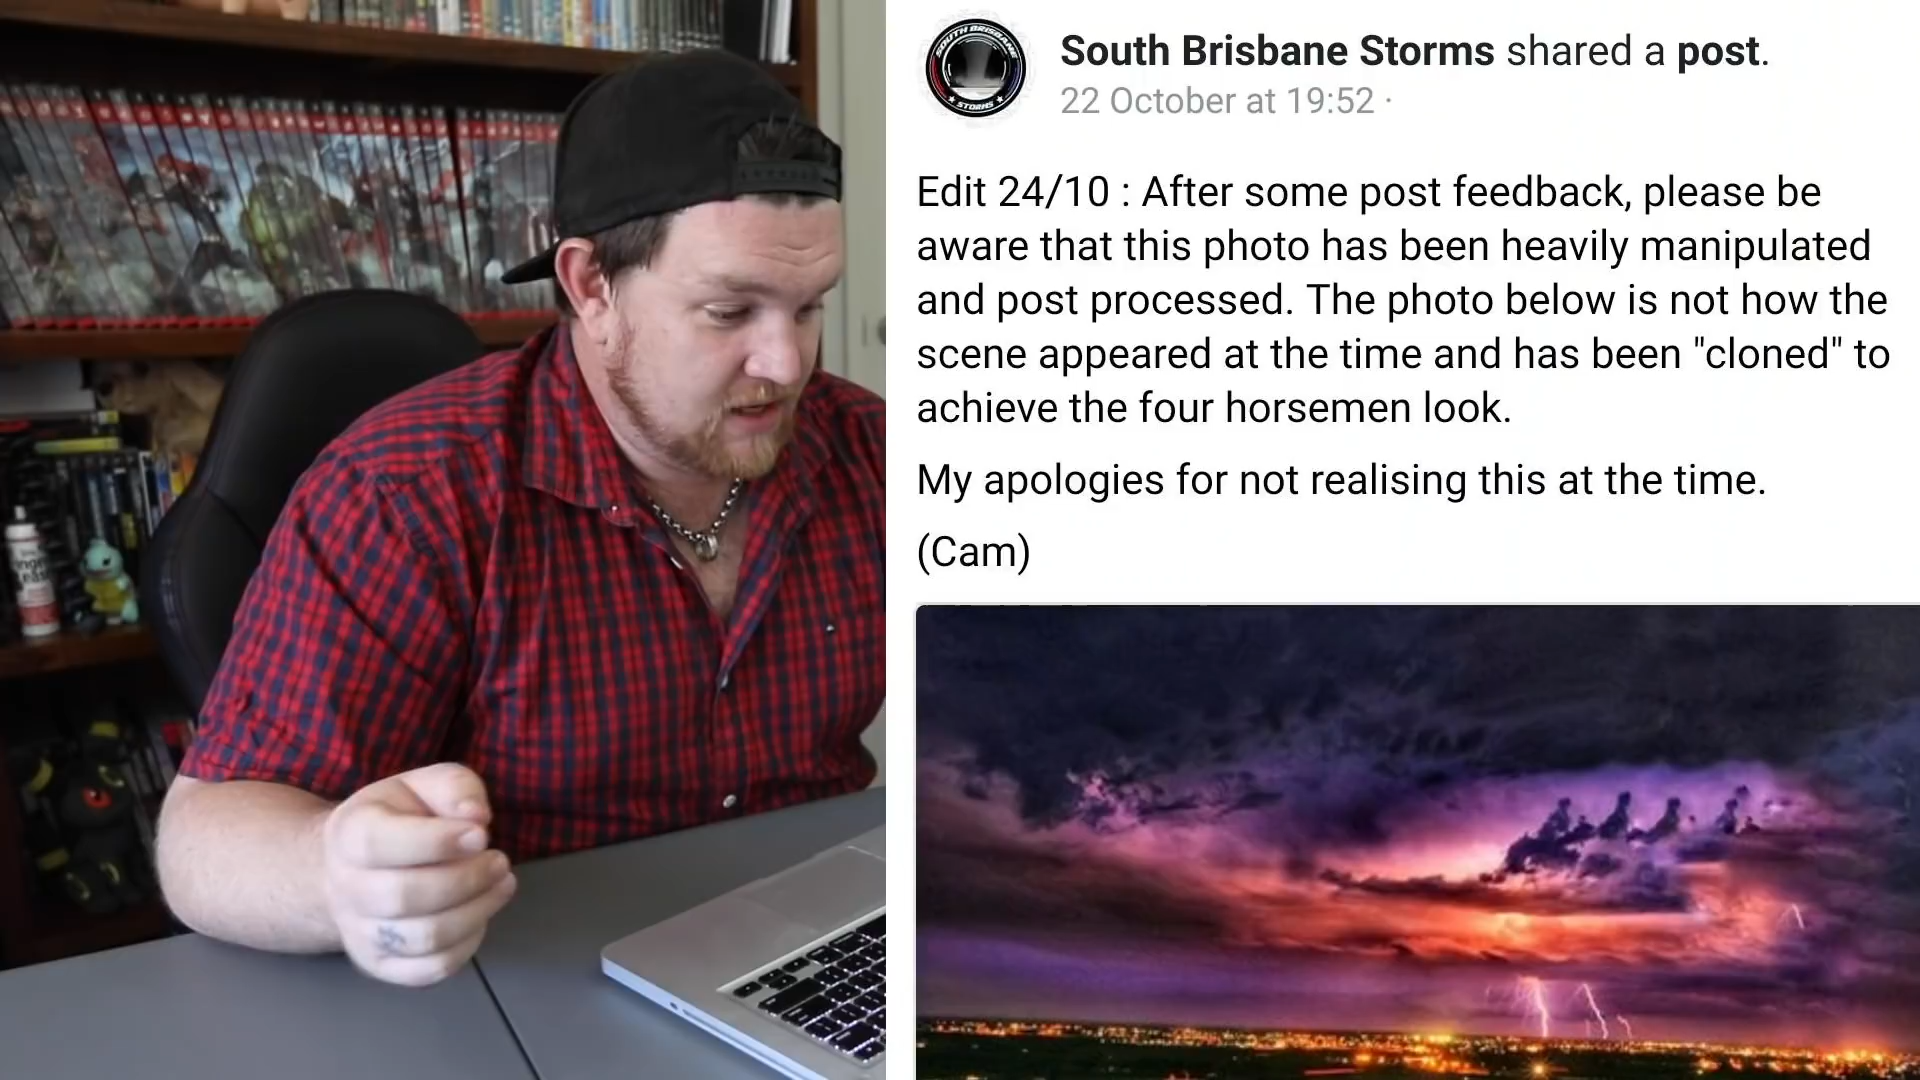 SOUTH BRISBANE
STORMS
South Brisbane Storms shared a post.
22 October at 19:52 ·
Edit 24/10 : After some post feedback, please be
aware that this photo has been heavily manipulated
and post processed. The photo below is not how the
scene appeared at the time and has been "cloned" to
achieve the four horsemen look.
My apologies for not realising this at the time.
(Cam)